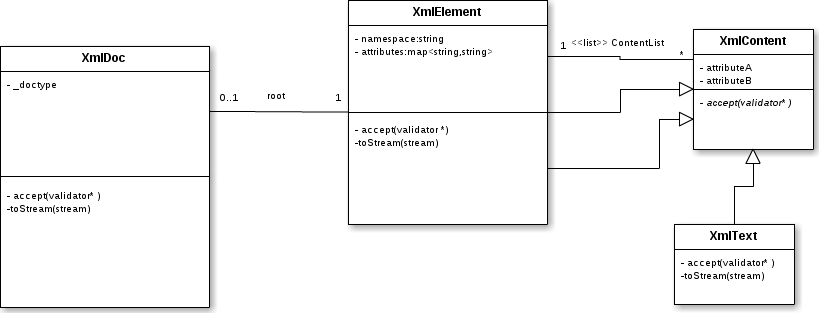 XmlDoc
- _doctype
- accept(validator* )
-toStream(stream)
0..1
root
1
XmlElement
- namespace:string
- attributes:map<string,string>
- accept(validator *)
-toStream(stream)
1
<<list>> ContentList
*
XmlContent
- attributeA
- attributeB
- accept(validator* )
XmlText
- accept(validator* )
-toStream(stream)